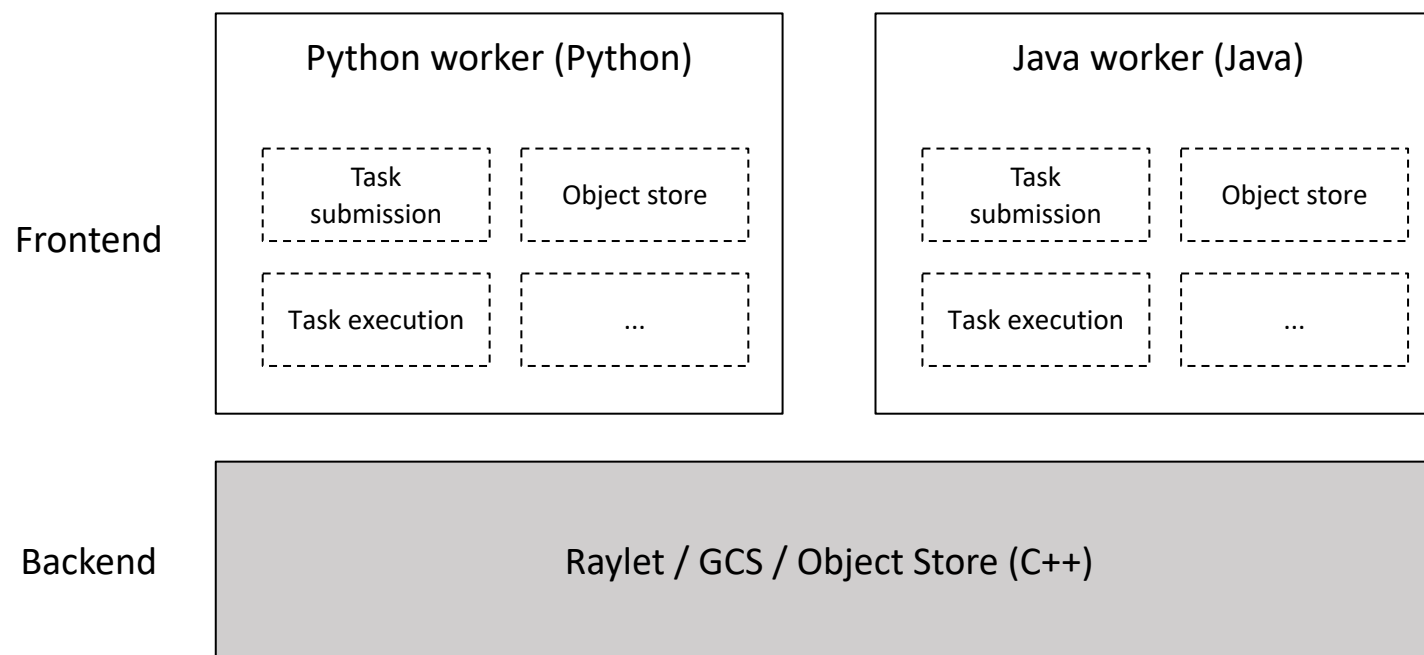 Python worker (Python)
Java worker (Java)
Task
submission
Object store
Task
submission
Object store
Frontend
Task execution
...
Task execution
...
Backend
Raylet / GCS / Object Store (C++)